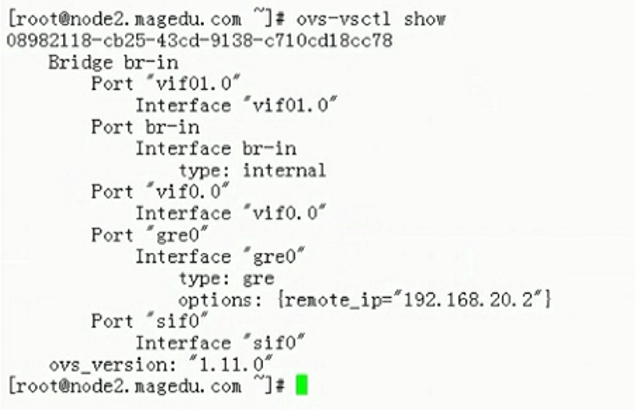 [root@node2.magedu.com ~]# ovs-vsctl show
08982118-cb25-43cd-9138-c710cd18cc78
    Bridge br-in
        Port "vif01.0"
            Interface "vif01.0"
        Port br-in
            Interface br-in
                type: internal
        Port "vif0.0"
            Interface "vif0.0"
        Port "gre0"
            Interface "gre0"
                type: gre
                options: {remote_ip="192.168.20.2"}
        Port "sif0"
            Interface "sif0"
    ovs_version: "1.11.0"
[root@node2.magedu.com ~]#